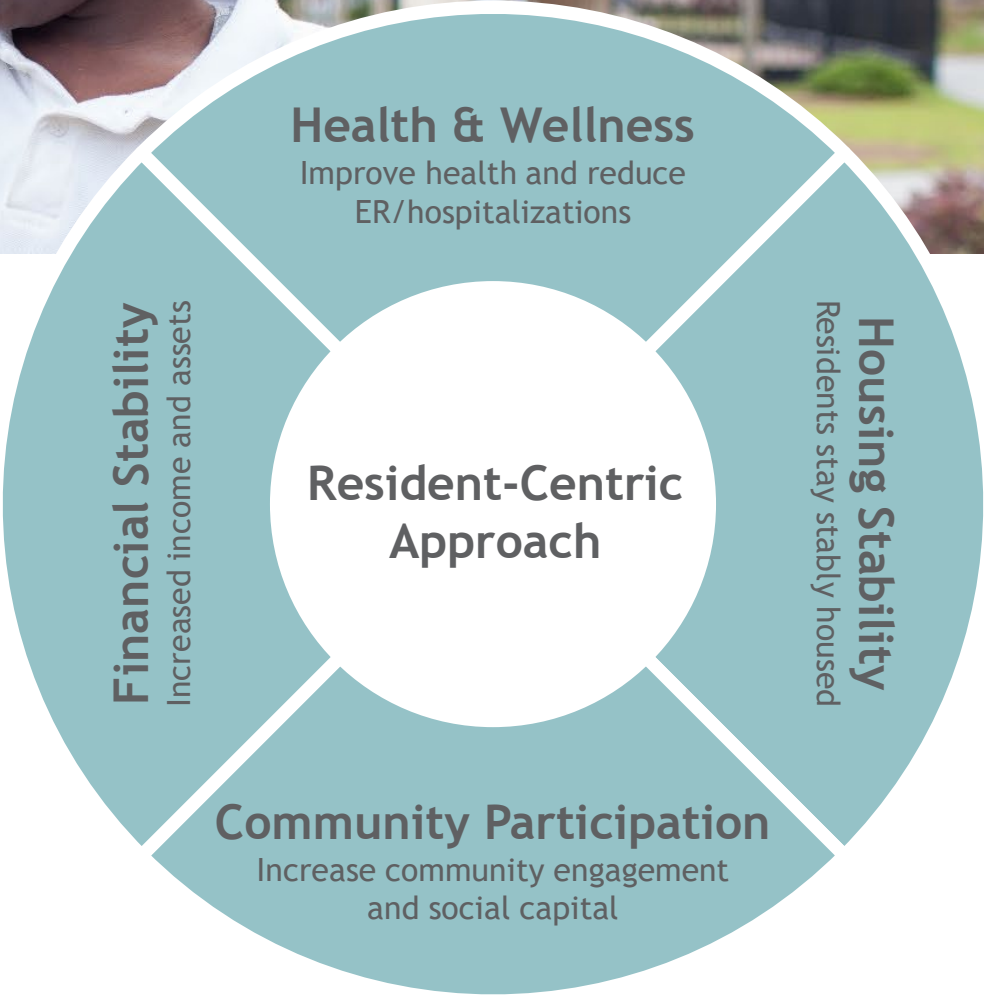 Health & Wellness
Improve health and reduce
ER/hospitalizations
Financial Stability
Increased income and assets
Resident-Centric
Approach
Housing Stability
Residents stay stably housed
Community Participation
Increase community engagement
and social capital